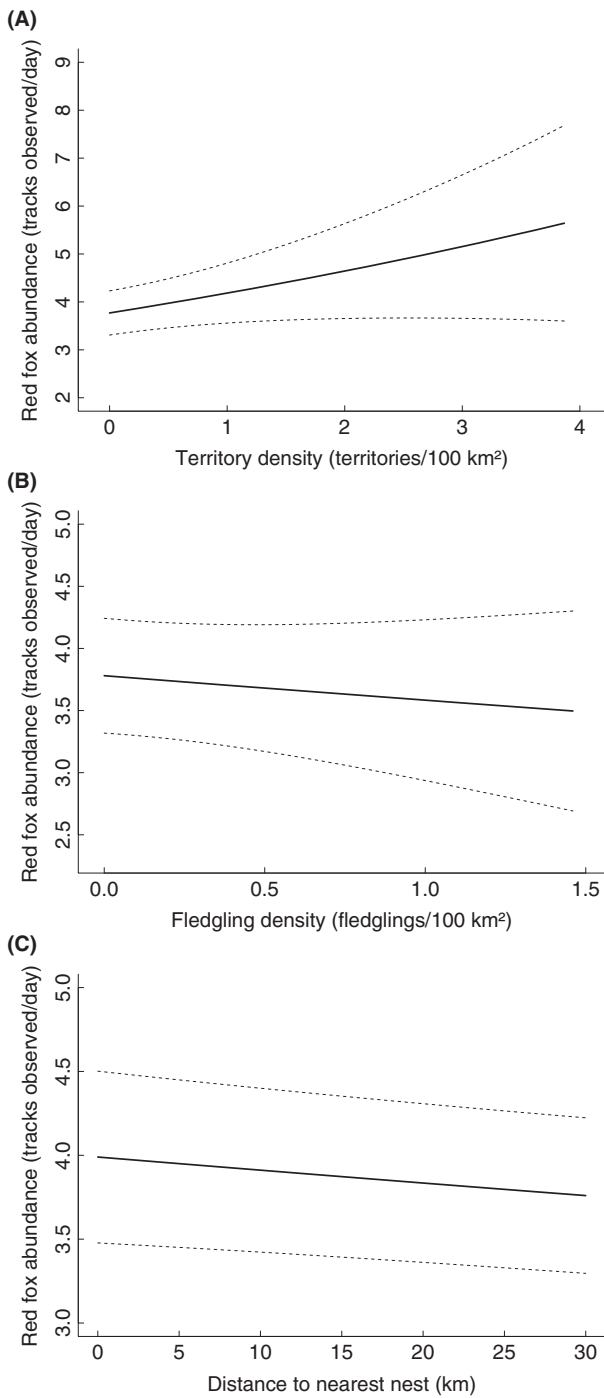 (A)
Red fox abundance (tracks observed/day)
9
8
7
6
5
4
3
2
0 1 2 3 4
Territory density (territories/100 km²)
(B)
Red fox abundance (tracks observed/day)
5.0
4.5
4.0
3.5
3.0
2.5
0.0 0.5 1.0 1.5
Fledgling density (fledglings/100 km²)
(C)
Red fox abundance (tracks observed/day)
5.0
4.5
4.0
3.5
3.0
0 5 10 15 20 25 30
Distance to nearest nest (km)